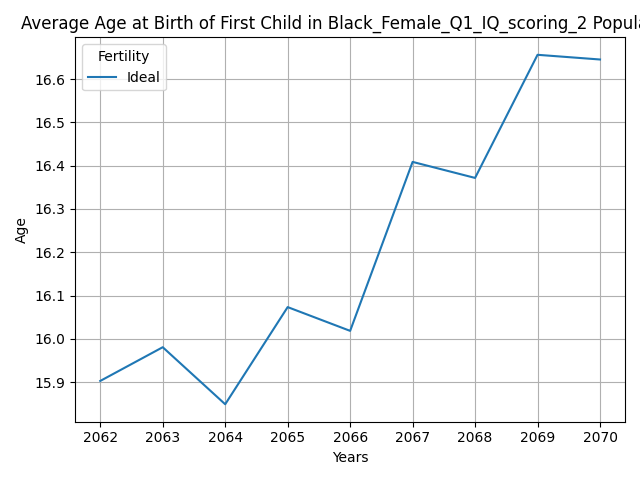 Average Age at Birth of First Child in Black_Female_Q1_IQ_scoring_2 Popula
Fertility
Ideal
16.6
16.5
16.4
16.3
16.2
16.1
16.0
15.9
Age
2062 2063 2064 2065 2066 2067 2068 2069 2070
Years